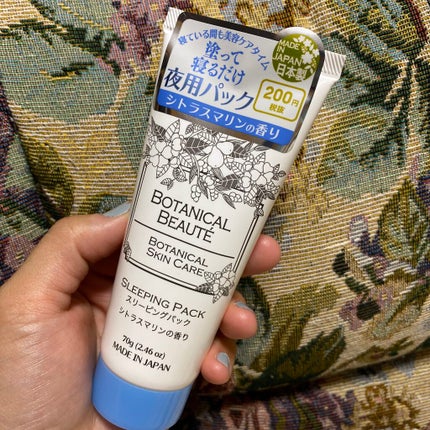 寝ている間も美容ケアタイム
塗って
寝るだけ
夜用パック
シトラスマリンの香り
MADE IN
JAPAN
日本製
200円
税抜
BOTANICAL
BEAUTÉ
BOTANICAL
SKIN CARE
SLEEPING PACK
スリーピングパック
シトラスマリンの香り
70g (2.46 oz)
MADE IN JAPAN